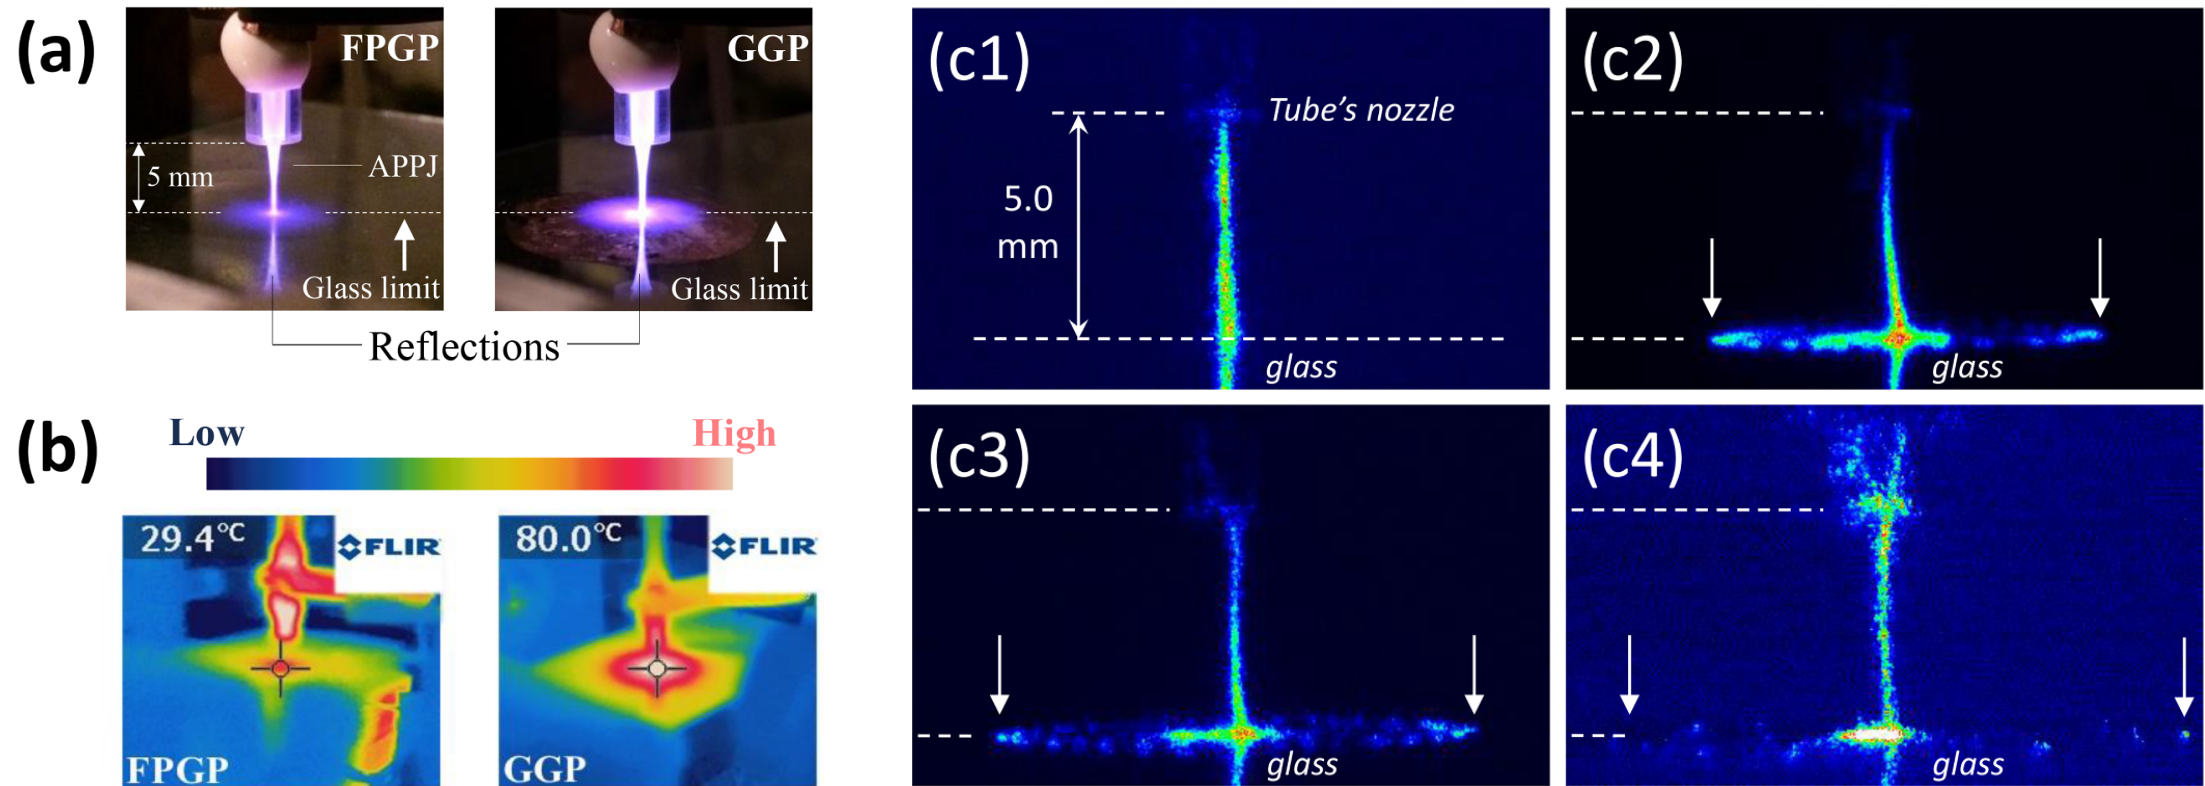 (a)
FPGP
5 mm
APPJ
Glass limit
GGP
Glass limit
Reflections
(b)
Low
High
29.4°C
FLIR
FPGP
80.0°C
FLIR
GGP
(c1)
Tube's nozzle
5.0
mm
glass
(c2)
glass
(c3)
glass
(c4)
glass